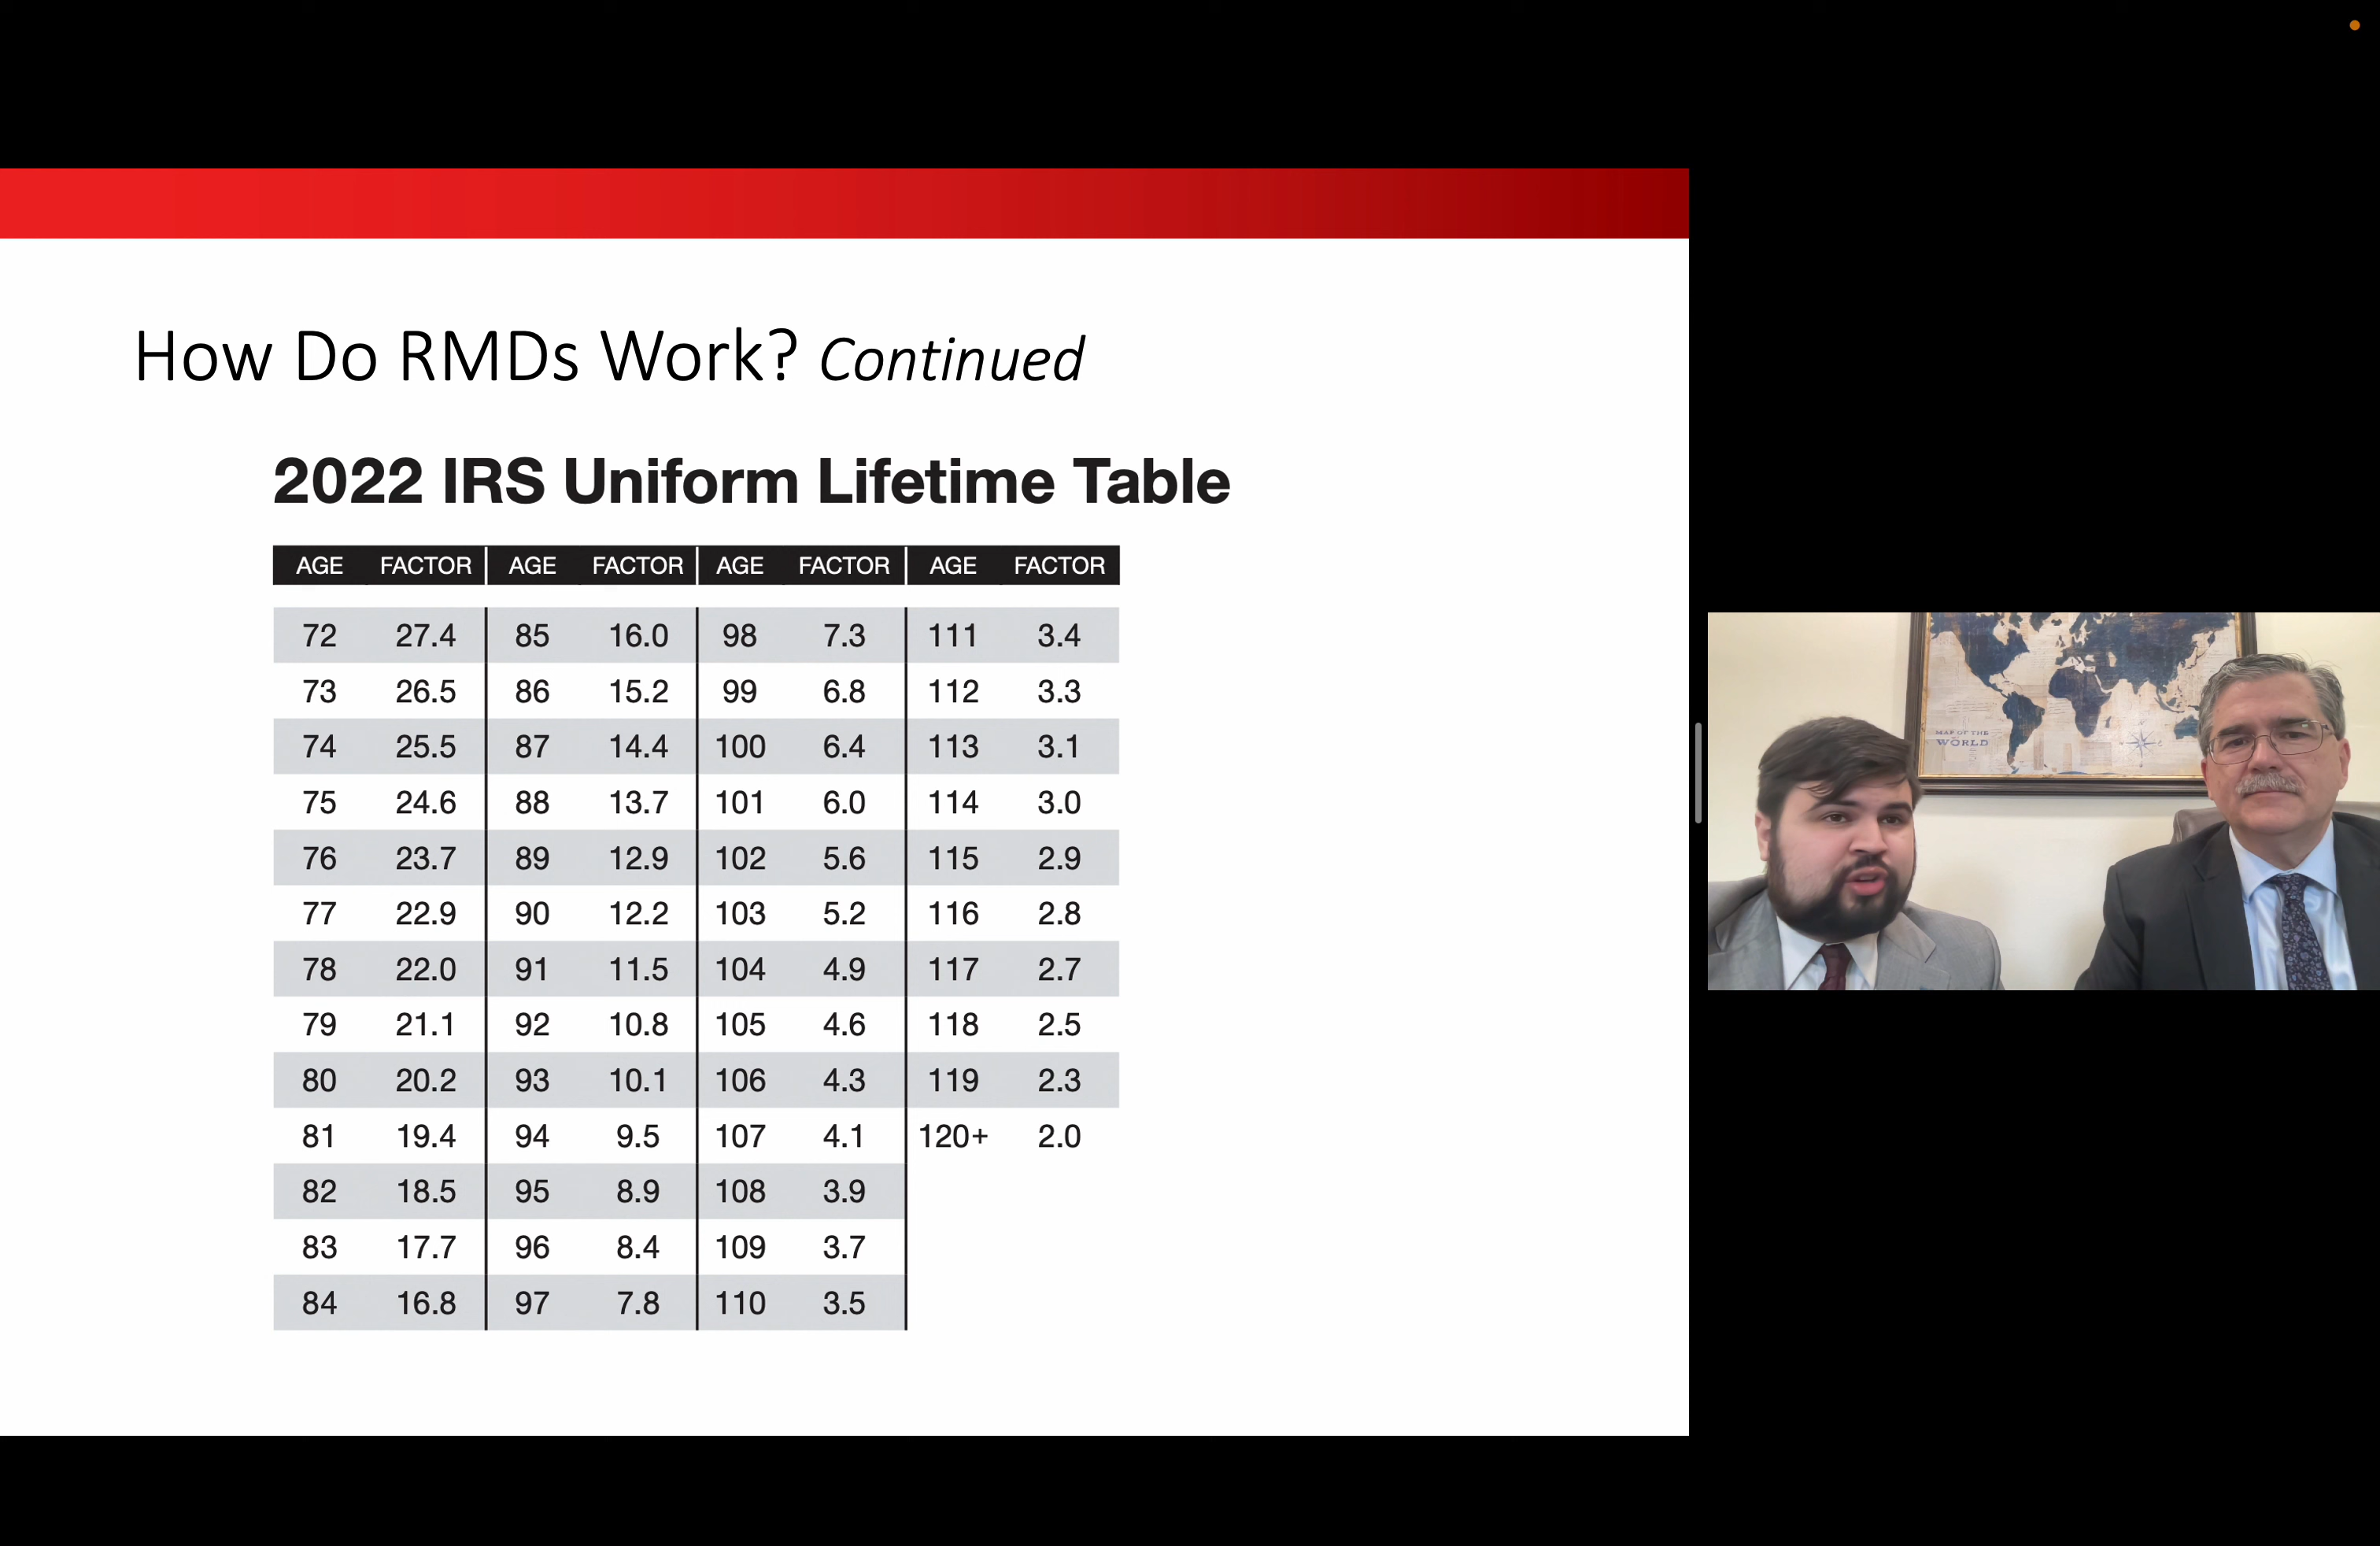 How Do RMDs Work? Continued
2022 IRS Uniform Lifetime Table
AGE FACTOR AGE FACTOR AGE FACTOR AGE FACTOR
72 27.4 85 16.0 98 7.3 111 3.4
73 26.5 86 15.2 99 6.8 112 3.3
74 25.5 87 14.4 100 6.4 113 3.1
75 24.6 88 13.7 101 6.0 114 3.0
76 23.7 89 12.9 102 5.6 115 2.9
77 22.9 90 12.2 103 5.2 116 2.8
78 22.0 91 11.5 104 4.9 117 2.7
79 21.1 92 10.8 105 4.6 118 2.5
80 20.2 93 10.1 106 4.3 119 2.3
81 19.4 94 9.5 107 4.1 120+ 2.0
82 18.5 95 8.9 108 3.9
83 17.7 96 8.4 109 3.7
84 16.8 97 7.8 110 3.5
MAP OF THE
WORLD